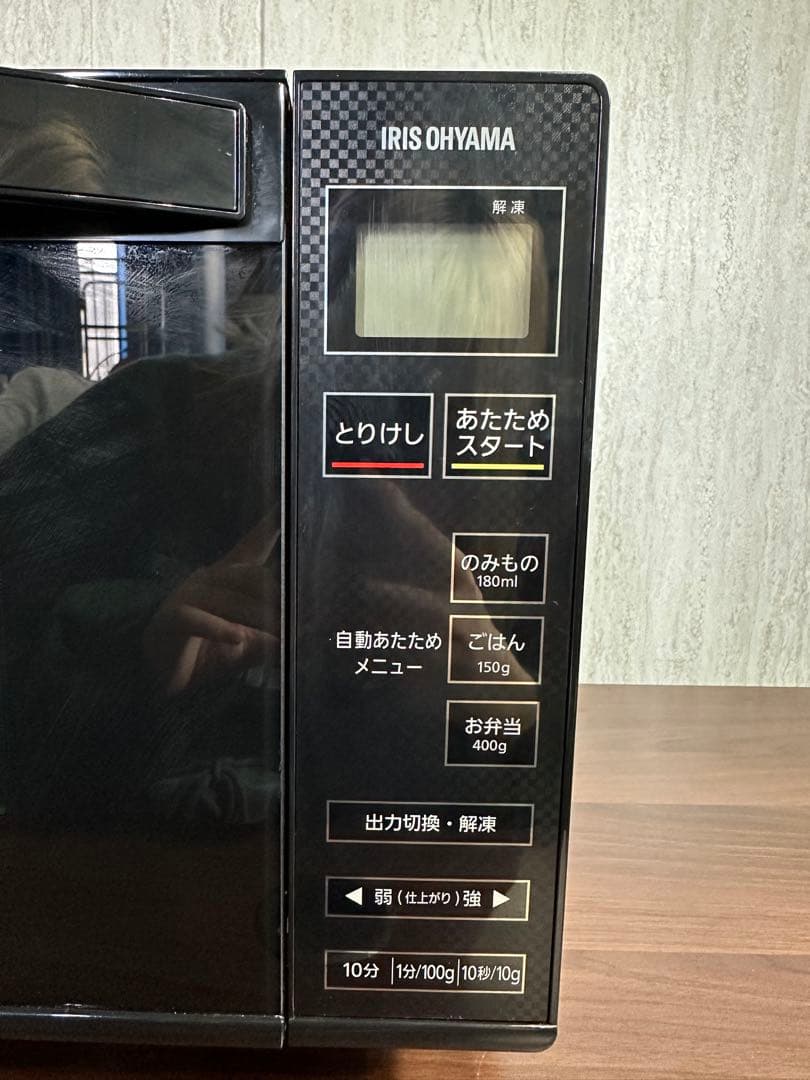 IRIS OHYAMA
解凍
とりけし
あたため
スタート
のみもの
180ml
自動あたため
メニュー
ごはん
150g
お弁当
400g
出力切換・解凍
◀ 弱（仕上がり）強 ▶
10分 1分/100g 10秒/10g